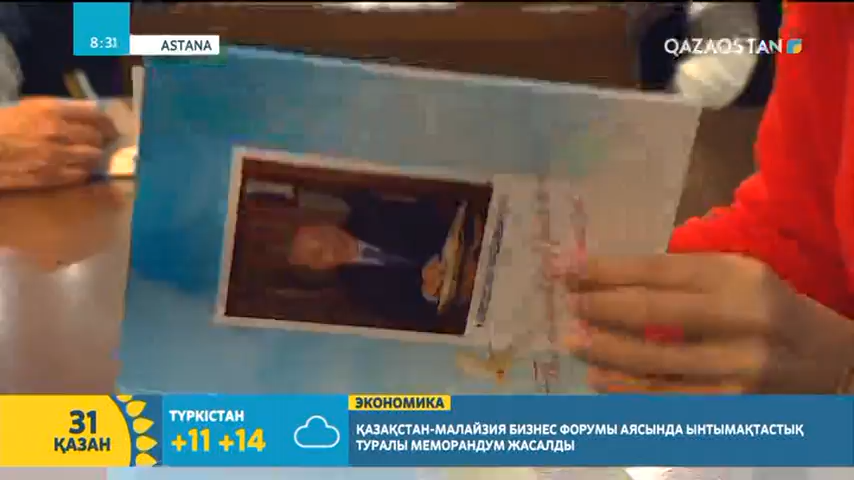 8:31
ASTANA
QAZAQSTAN
31
ҚАЗАН
ТҮРКІСТАН
+11 +14
ЭКОНОМИКА
ҚАЗАҚСТАН-МАЛАЙЗИЯ БИЗНЕС ФОРУМЫ АЯСЫНДА ЫНТЫМАҚТАСТЫҚ
ТУРАЛЫ МЕМОРАНДУМ ЖАСАЛДЫ